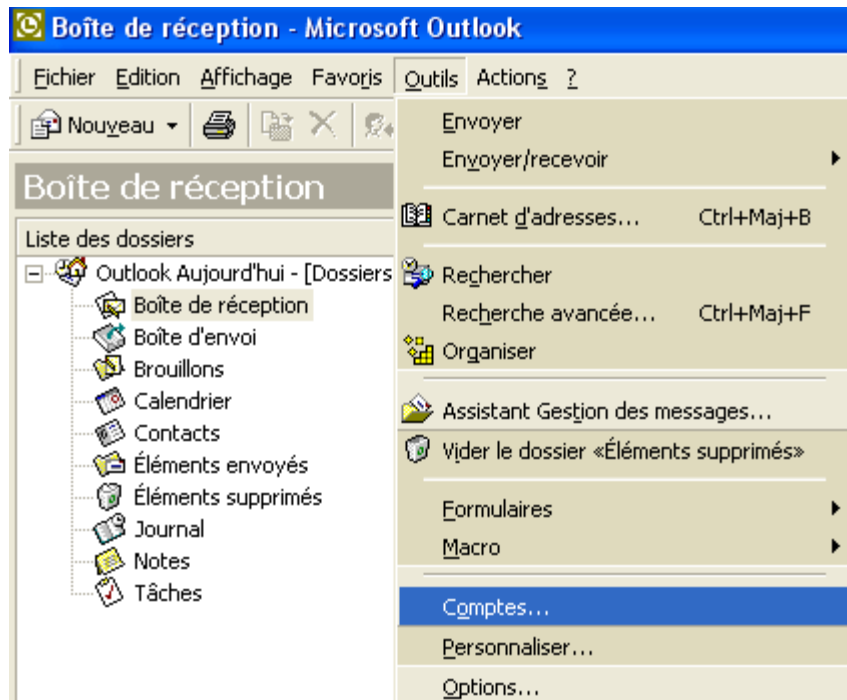 Boîte de réception - Microsoft Outlook
Fichier Edition Affichage Favoris Outils Actions ?
Nouveau
Boîte de réception
Liste des dossiers
Outlook Aujourd'hui - [Dossiers
Boîte de réception
Boîte d'envoi
Brouillons
Calendrier
Contacts
Éléments envoyés
Éléments supprimés
Journal
Notes
Tâches
Envoyer
Envoyer/recevoir
Carnet d'adresses... Ctrl+Maj+B
Rechercher
Recherche avancée... Ctrl+Maj+F
Organiser
Assistant Gestion des messages...
Vider le dossier «Éléments supprimés»
Formulaires
Macro
Comptes...
Personnaliser...
Options...